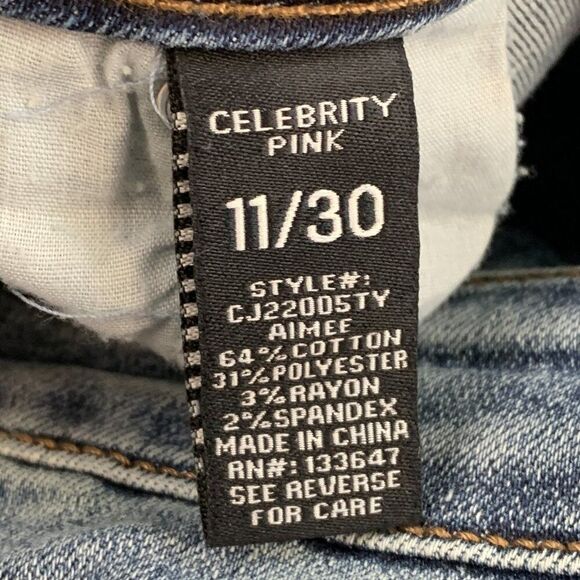 CELEBRITY
PINK
11/30
STYLE#:
CJ22005TY
AIMEE
64%COTTON
31%POLYESTER
3%RAYON
2%SPANDEX
MADE IN CHINA
RN#: 133647
SEE REVERSE
FOR CARE